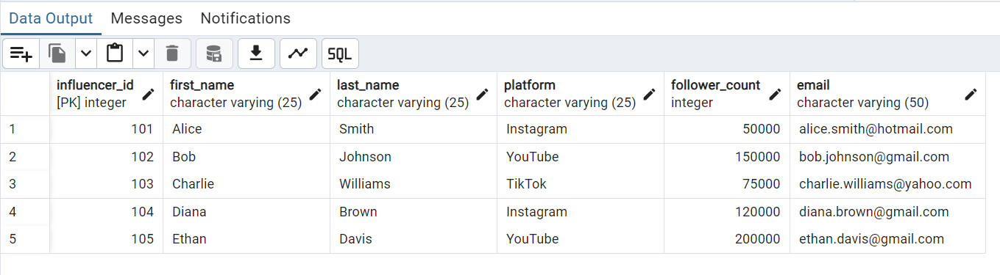 Data Output Messages Notifications
SQL
influencer_id first_name last_name platform follower_count email
[PK] integer character varying (25) character varying (25) character varying (25) integer character varying (50)
1 101 Alice Smith Instagram 50000 alice.smith@hotmail.com
2 102 Bob Johnson YouTube 150000 bob.johnson@gmail.com
3 103 Charlie Williams TikTok 75000 charlie.williams@yahoo.com
4 104 Diana Brown Instagram 120000 diana.brown@gmail.com
5 105 Ethan Davis YouTube 200000 ethan.davis@gmail.com